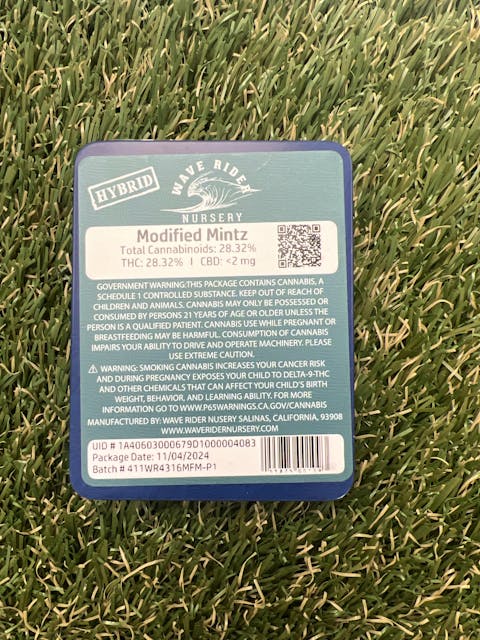 HYBRID
WAVE RIDER
NURSERY
Modified Mintz
Total Cannabinoids: 28.32%
THC: 28.32% | CBD: <2 mg
GOVERNMENT WARNING:THIS PACKAGE CONTAINS CANNABIS, A
SCHEDULE 1 CONTROLLED SUBSTANCE. KEEP OUT OF REACH OF
CHILDREN AND ANIMALS. CANNABIS MAY ONLY BE POSSESSED OR
CONSUMED BY PERSONS 21 YEARS OF AGE OR OLDER UNLESS THE
PERSON IS A QUALIFIED PATIENT. CANNABIS USE WHILE PREGNANT OR
BREASTFEEDING MAY BE HARMFUL. CONSUMPTION OF CANNABIS
IMPAIRS YOUR ABILITY TO DRIVE AND OPERATE MACHINERY. PLEASE
USE EXTREME CAUTION.
⚠ WARNING: SMOKING CANNABIS INCREASES YOUR CANCER RISK
AND DURING PREGNANCY EXPOSES YOUR CHILD TO DELTA-9-THC
AND OTHER CHEMICALS THAT CAN AFFECT YOUR CHILD'S BIRTH
WEIGHT, BEHAVIOR, AND LEARNING ABILITY. FOR MORE
INFORMATION GO TO WWW.P65WARNINGS.CA.GOV/CANNABIS
MANUFACTURED BY: WAVE RIDER NURSERY SALINAS, CALIFORNIA, 93908
WWW.WAVERIDERNURSERY.COM
UID # 1A40603000679D1000004083
Package Date: 11/04/2024
Batch # 411WR4316MFM-P1